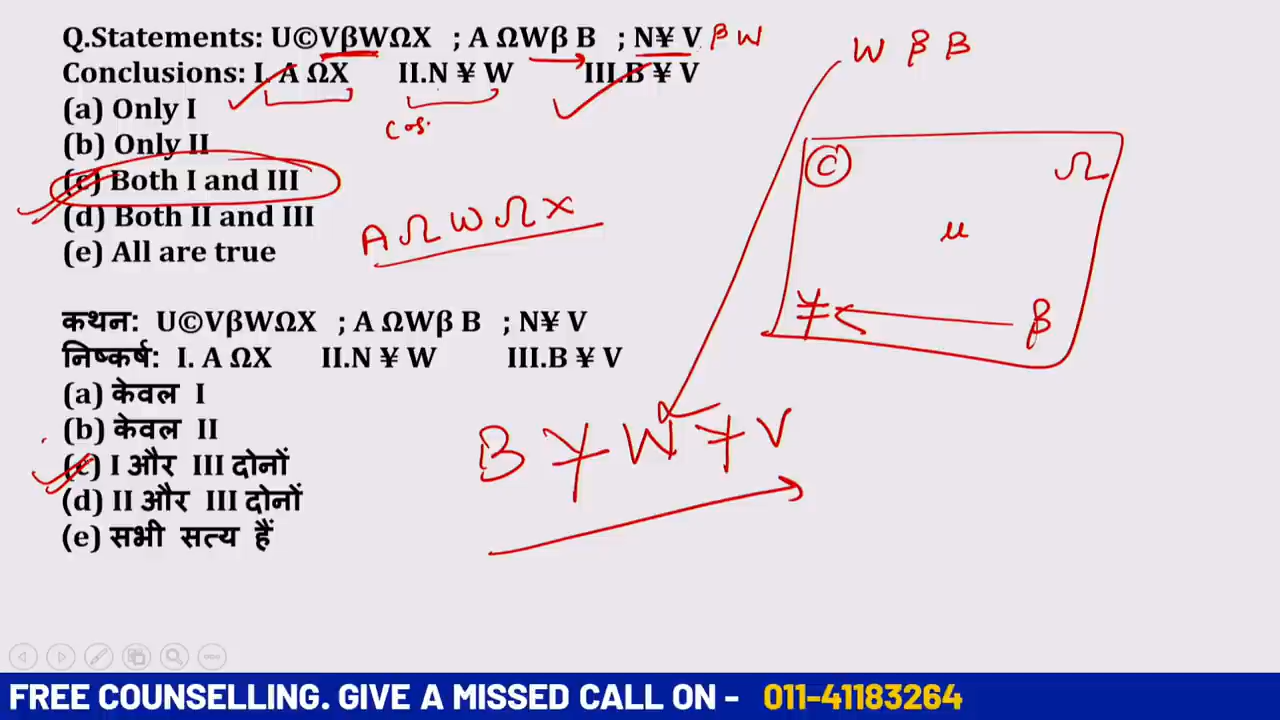 Q.Statements: U©VβWΩX ; A ΩWβ B ; N¥ V β W
Conclusions: I. A ΩX II.N ¥ W III.B ¥ V
(a) Only I
(b) Only II
(c) Both I and III
(d) Both II and III
(e) All are true
कथन: U©VβWΩX ; A ΩWβ B ; N¥ V
निष्कर्ष: I. A ΩX II.N ¥ W III.B ¥ V
(a) केवल I
(b) केवल II
(c) I और III दोनों
(d) II और III दोनों
(e) सभी सत्य हैं
W β B
© Ω
μ
¥ β
A Ω W Ω X
B ¥ W ¥ V
FREE COUNSELLING. GIVE A MISSED CALL ON - 011-41183264